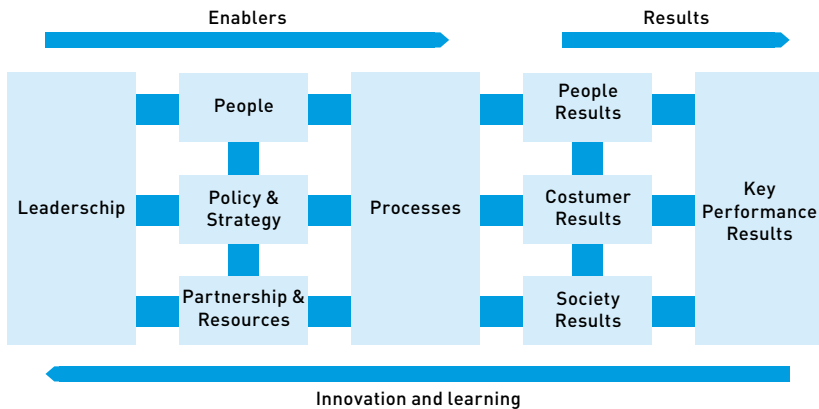 Enablers
Results
Leaderschip
People
Policy &
Strategy
Partnership &
Resources
Processes
People
Results
Costumer
Results
Society
Results
Key
Performance
Results
Innovation and learning